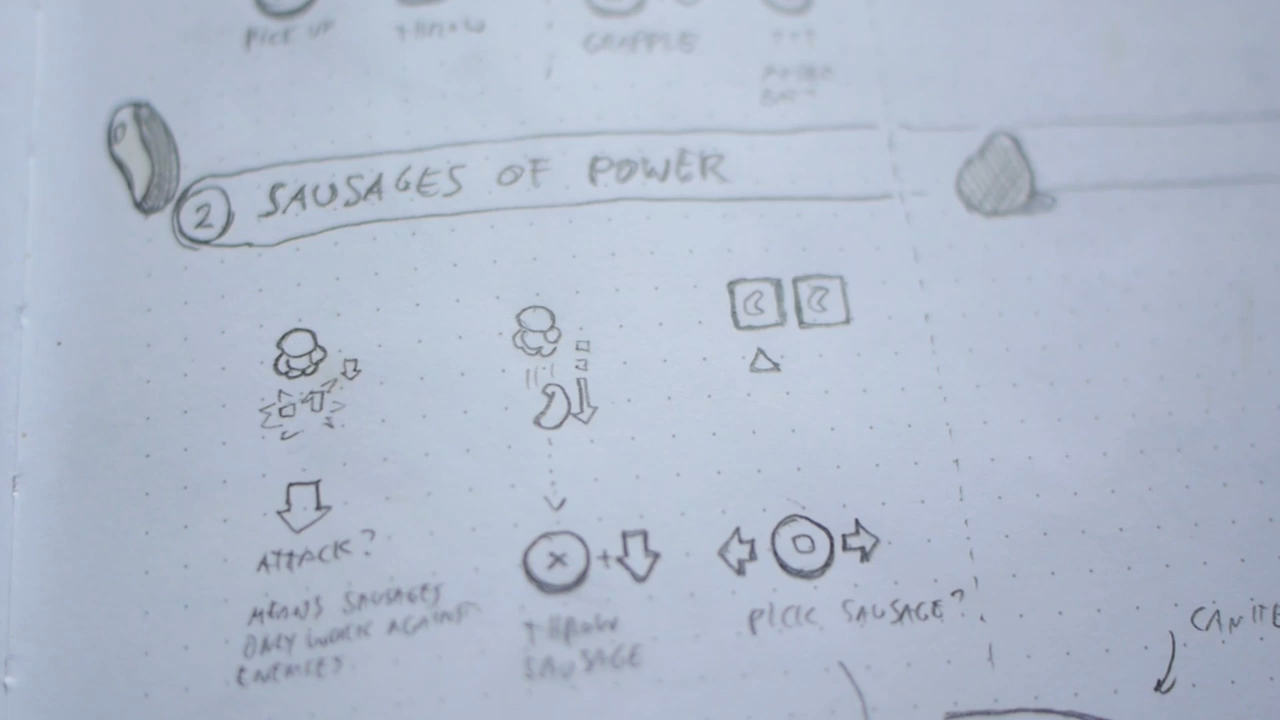 PICK UP
THROW
GRAPPLE
2 SAUSAGES OF POWER
ATTACK?
MEANS SAUSAGES
ONLY WORK AGAINST
ENEMIES
X +
THROW
SAUSAGE
PICK SAUSAGE?